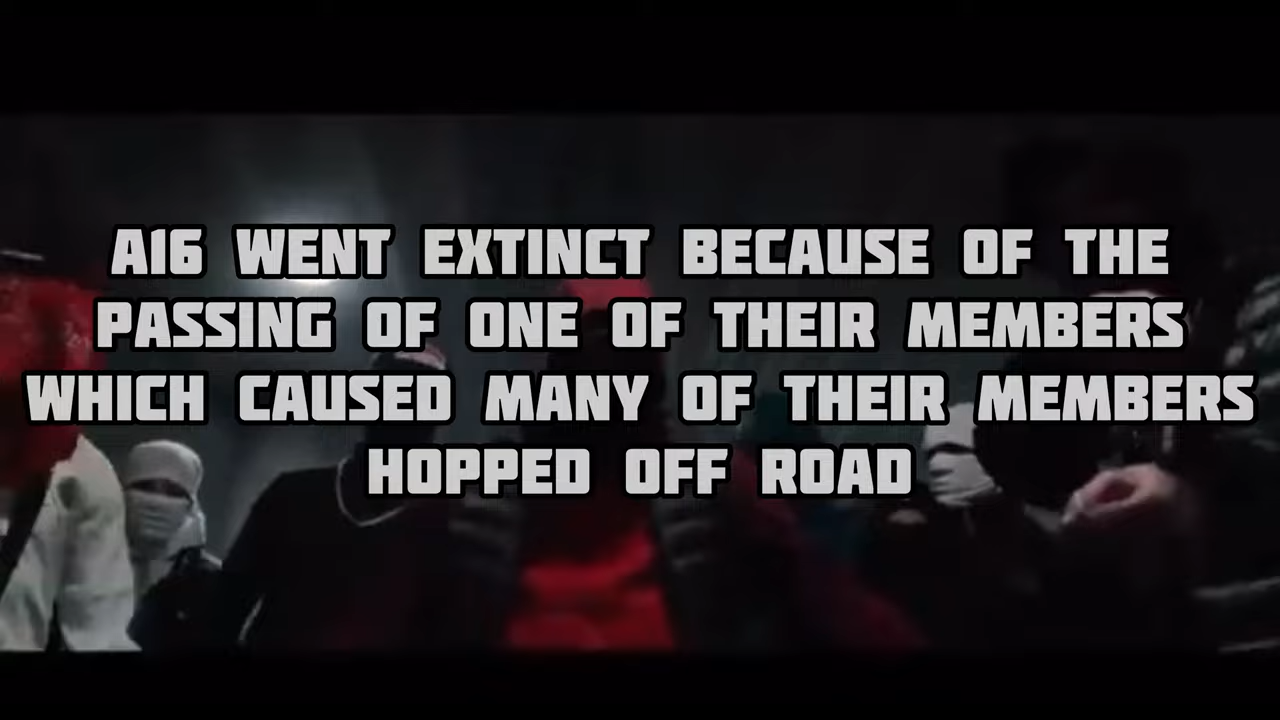 A16 WENT EXTINCT BECAUSE OF THE
PASSING OF ONE OF THEIR MEMBERS
WHICH CAUSED MANY OF THEIR MEMBERS
HOPPED OFF ROAD